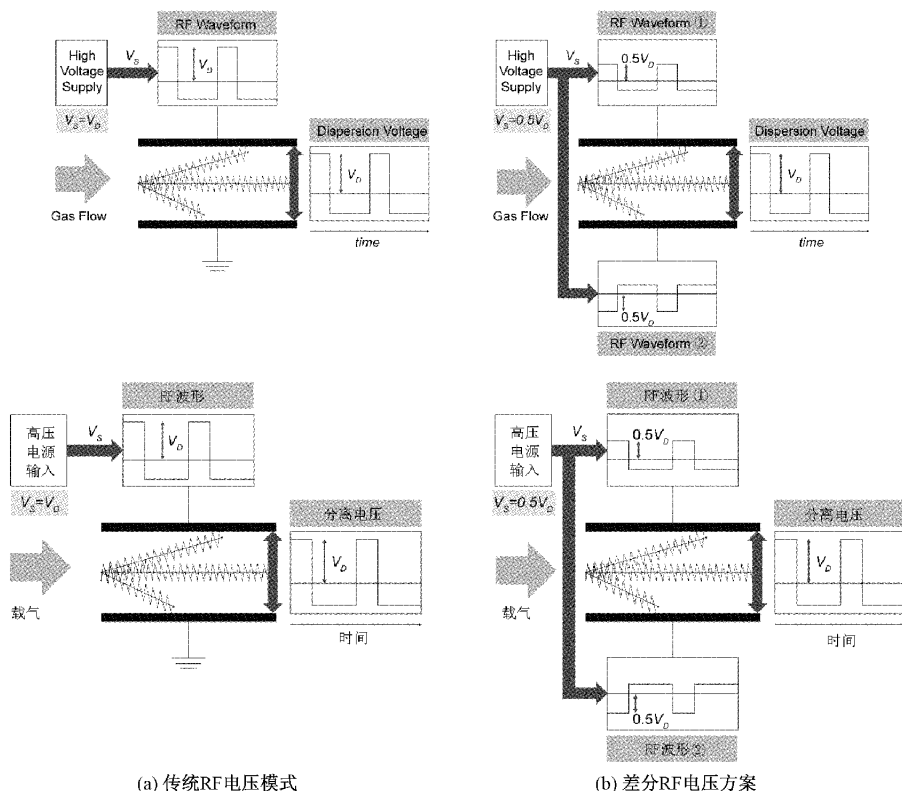 RF Waveform
High
Voltage
Supply
V_S
V_D
V_S=V_D
Dispersion Voltage
V_D
Gas Flow
time
RF Waveform ①
High
Voltage
Supply
V_S
0.5V_D
V_S=0.5V_D
Dispersion Voltage
V_D
Gas Flow
time
0.5V_D
RF Waveform ②
RF波形
高压
电源
输入
V_S
V_D
V_S=V_D
分离电压
V_D
载气
时间
RF波形①
高压
电源
输入
V_S
0.5V_D
V_S=0.5V_D
分离电压
V_D
载气
时间
0.5V_D
RF波形②
(a) 传统RF电压模式
(b) 差分RF电压方案